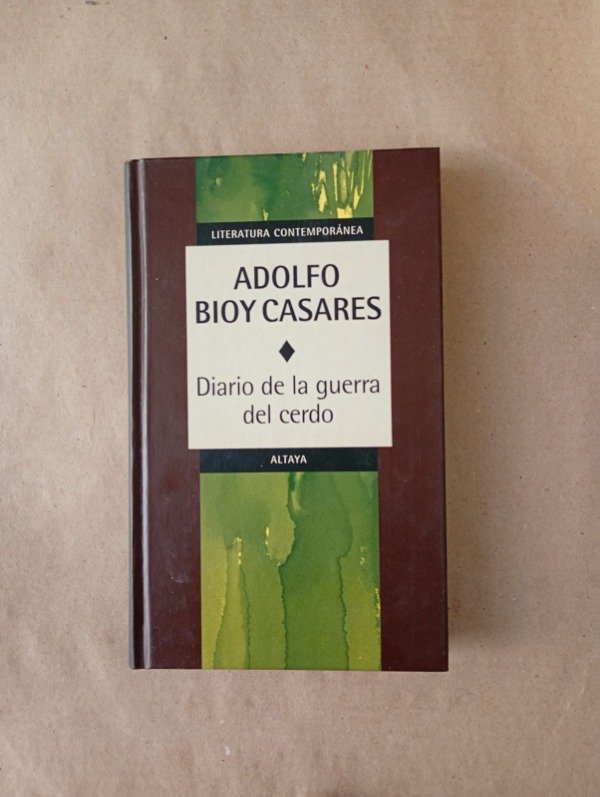 LITERATURA CONTEMPORÁNEA
ADOLFO
BIOY CASARES
Diario de la guerra
del cerdo
ALTAYA